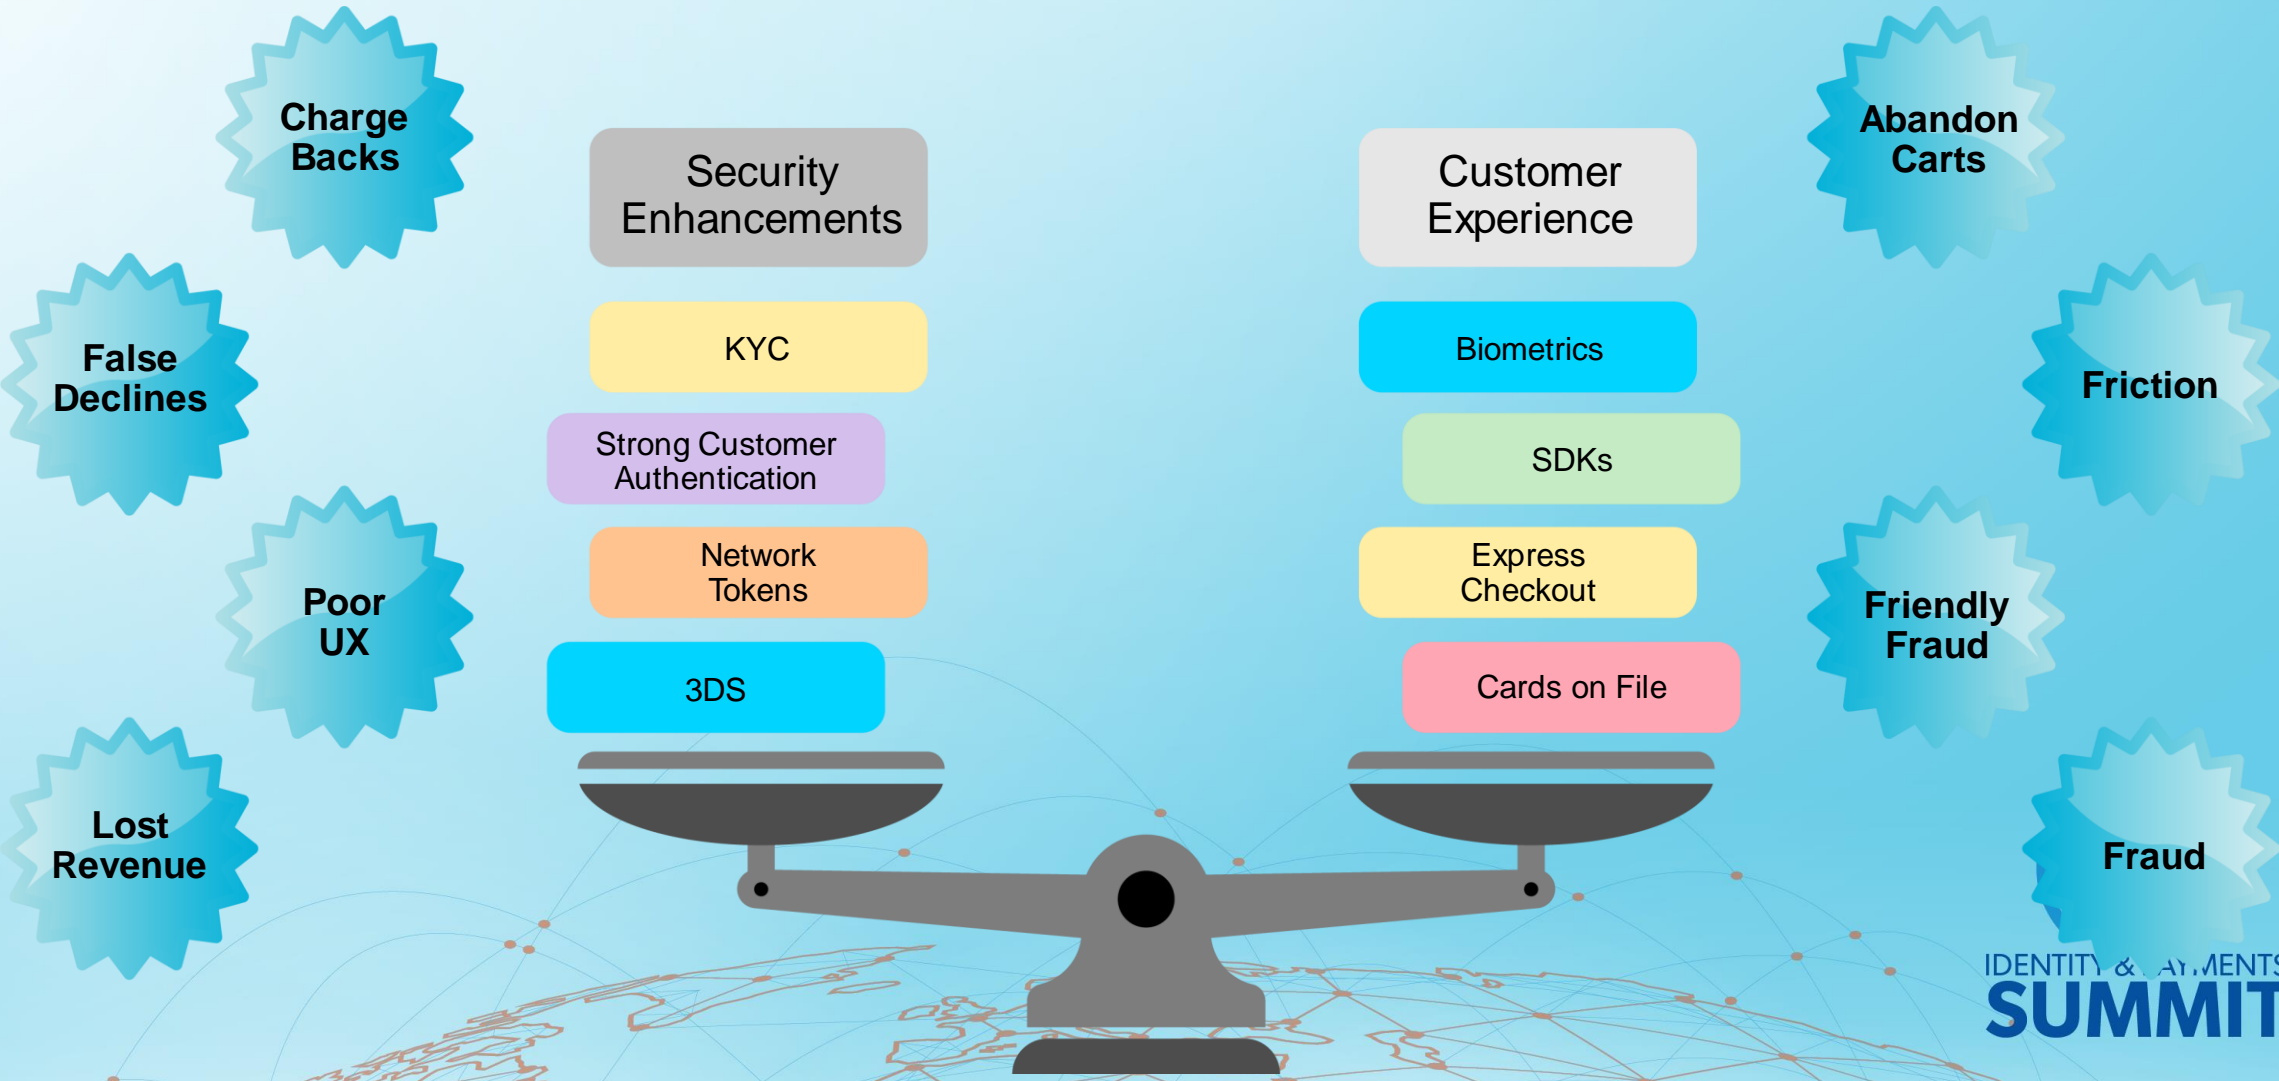 Charge
Backs
False
Declines
Poor
UX
Lost
Revenue
Security
Enhancements
KYC
Strong Customer
Authentication
Network
Tokens
3DS
Customer
Experience
Biometrics
SDKs
Express
Checkout
Cards on File
Abandon
Carts
Friction
Friendly
Fraud
Fraud
IDENTITY & PAYMENTS
SUMMIT